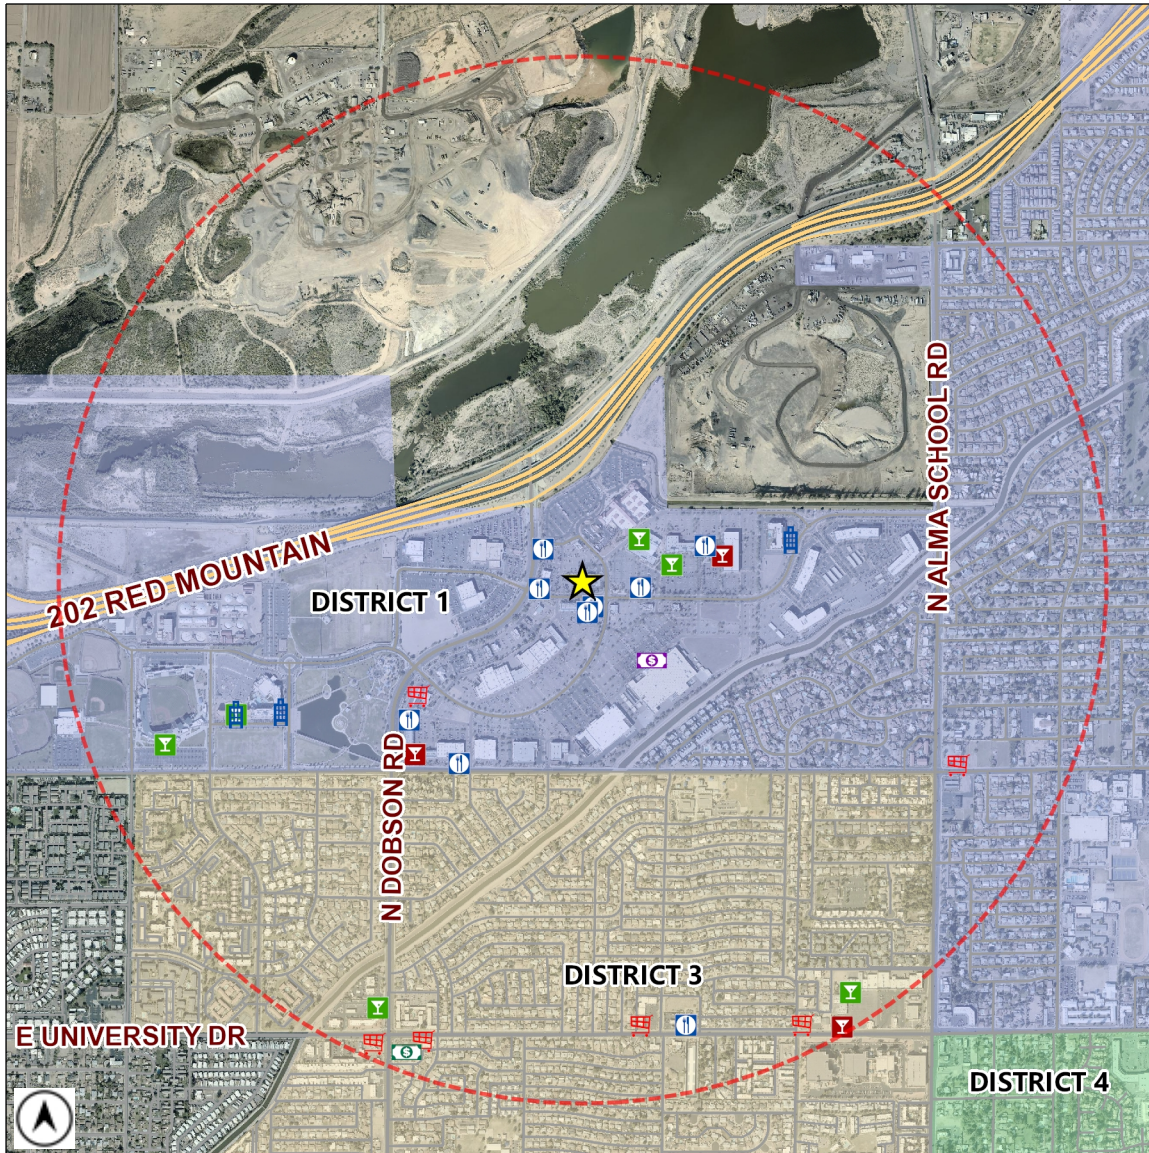 N ALMA SCHOOL RD
202 RED MOUNTAIN
DISTRICT 1
$
N DOBSON RD
DISTRICT 3
E UNIVERSITY DR
$
DISTRICT 4